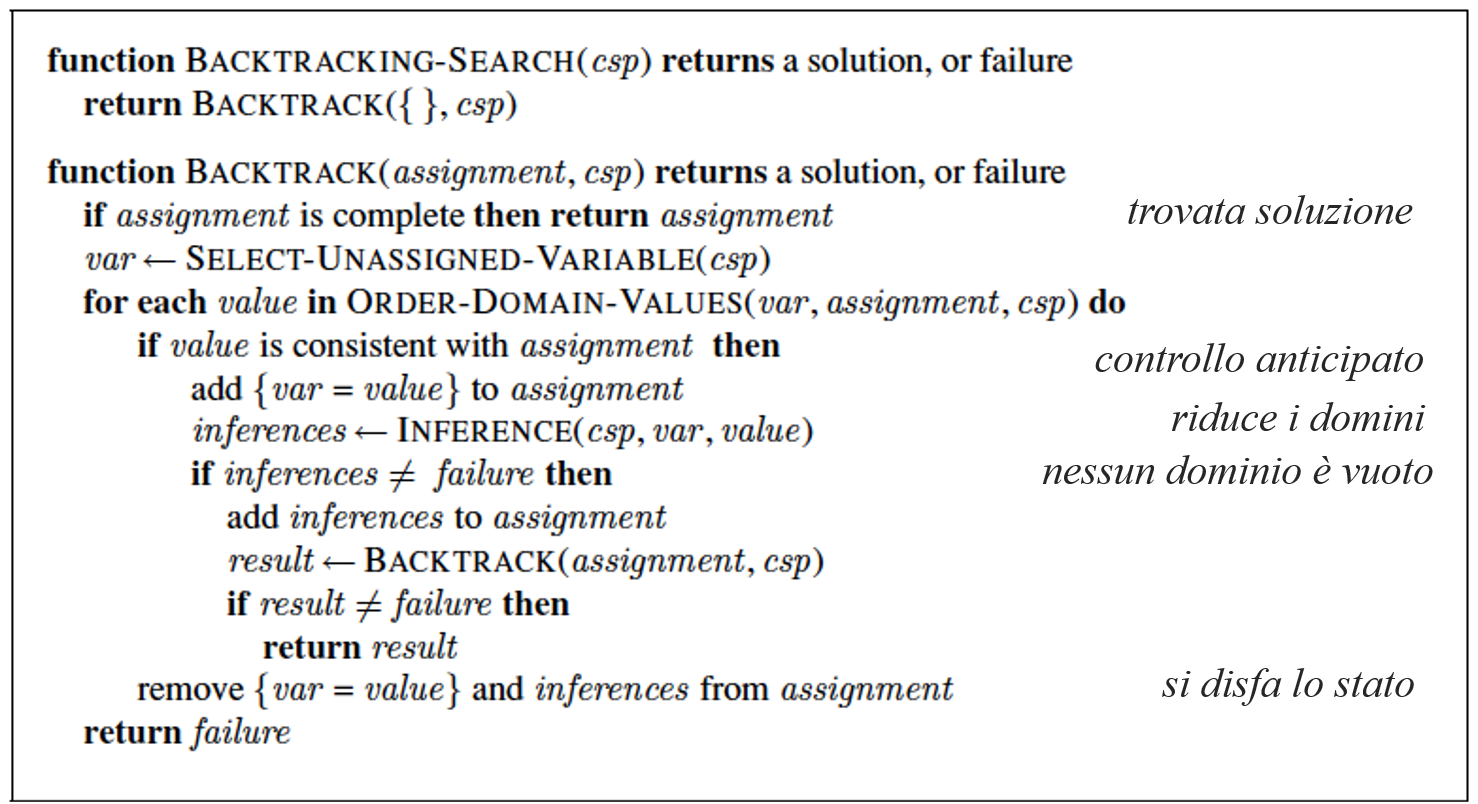 function BACKTRACKING-SEARCH(csp) returns a solution, or failure
return BACKTRACK({ }, csp)
function BACKTRACK(assignment, csp) returns a solution, or failure
if assignment is complete then return assignment trovata soluzione
var ← SELECT-UNASSIGNED-VARIABLE(csp)
for each value in ORDER-DOMAIN-VALUES(var, assignment, csp) do
if value is consistent with assignment then controllo anticipato
add {var = value} to assignment
inferences ← INFERENCE(csp, var, value) riduce i domini
if inferences ≠ failure then nessun dominio è vuoto
add inferences to assignment
result ← BACKTRACK(assignment, csp)
if result ≠ failure then
return result
remove {var = value} and inferences from assignment si disfa lo stato
return failure